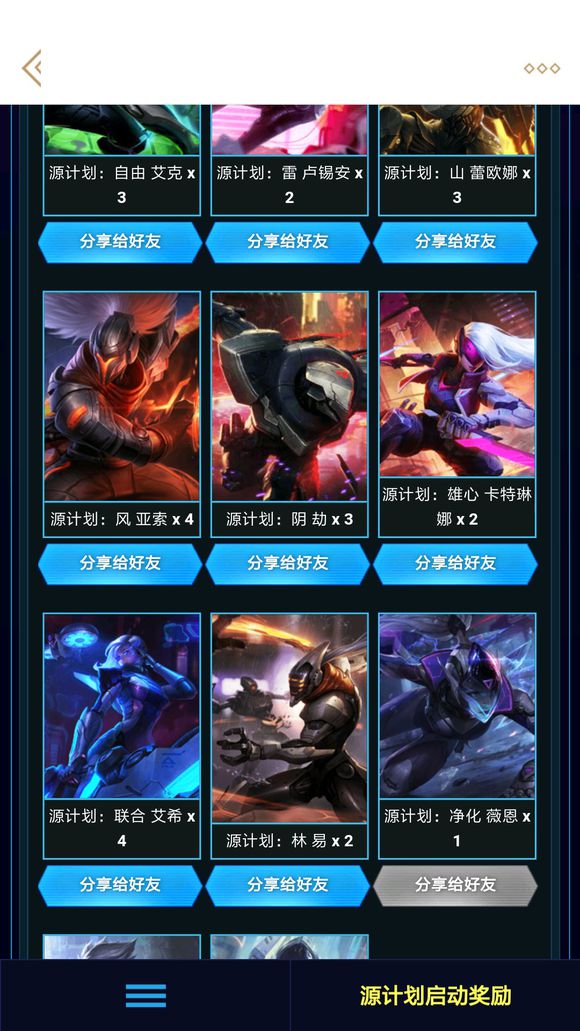 源计划：自由 艾克 x
3
源计划：雷 卢锡安 x
2
源计划：山 蕾欧娜 x
3
分享给好友
分享给好友
分享给好友
源计划：风 亚索 x 4
源计划：阴 劫 x 3
源计划：雄心 卡特琳
娜 x 2
分享给好友
分享给好友
分享给好友
源计划：联合 艾希 x
4
源计划：林 易 x 2
源计划：净化 薇恩 x
1
分享给好友
分享给好友
分享给好友
源计划启动奖励